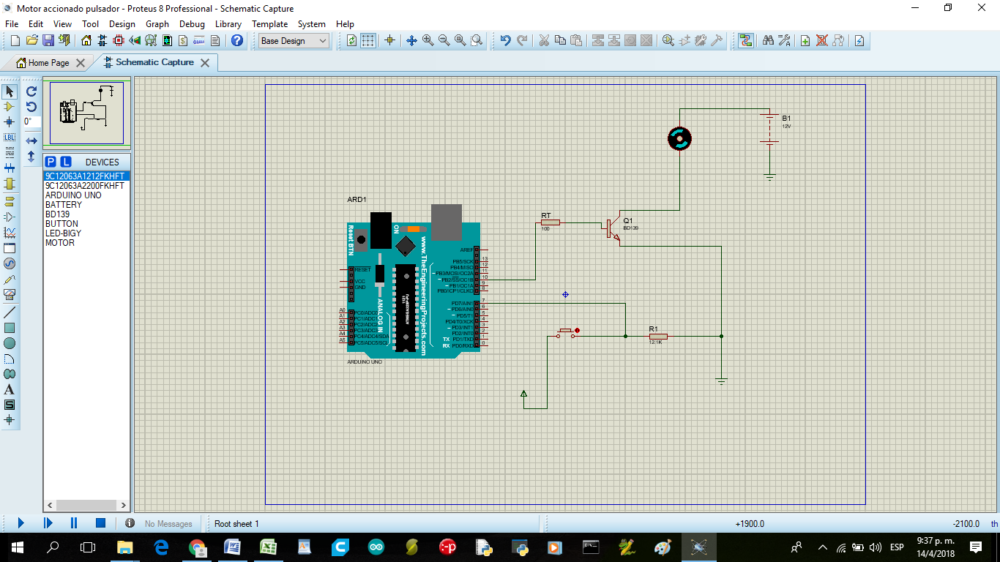 Motor accionado pulsador - Proteus 8 Professional - Schematic Capture
File Edit View Tool Design Graph Debug Library Template System Help
Base Design
Home Page
Schematic Capture
0°
LBL
P L DEVICES
9C12063A1212FKHFT
9C12063A2200FKHFT
ARDUINO UNO
BATTERY
BD139
BUTTON
LED-BIGY
MOTOR
A
S
B1
12V
ARD1
RT
100
Q1
BD139
Reset BTN
ON
www.TheEngineeringProjects.com
ANALOG IN
RESET
VCC
GND
A0 PC0/ADC0
A1 PC1/ADC1
A2 PC2/ADC2
A3 PC3/ADC3
A4 PC4/ADC4/SDA
A5 PC5/ADC5/SCL
AREF
PB5/SCK 13
PB4/MISO 12
~PB3/MOSI/OC2A 11
~PB2/SS/OC1B 10
~PB1/OC1A 9
PB0/ICP1/CLKO 8
PD7/AIN1 7
~PD6/AIN0 6
~PD5/T1 5
PD4/T0/XCK 4
~PD3/INT1 3
PD2/INT0 2
TX PD1/TXD 1
RX PD0/RXD 0
ARDUINO UNO
R1
12.1K
No Messages
Root sheet 1
+1900.0
-2100.0
th
ESP
9:37 p. m.
14/4/2018